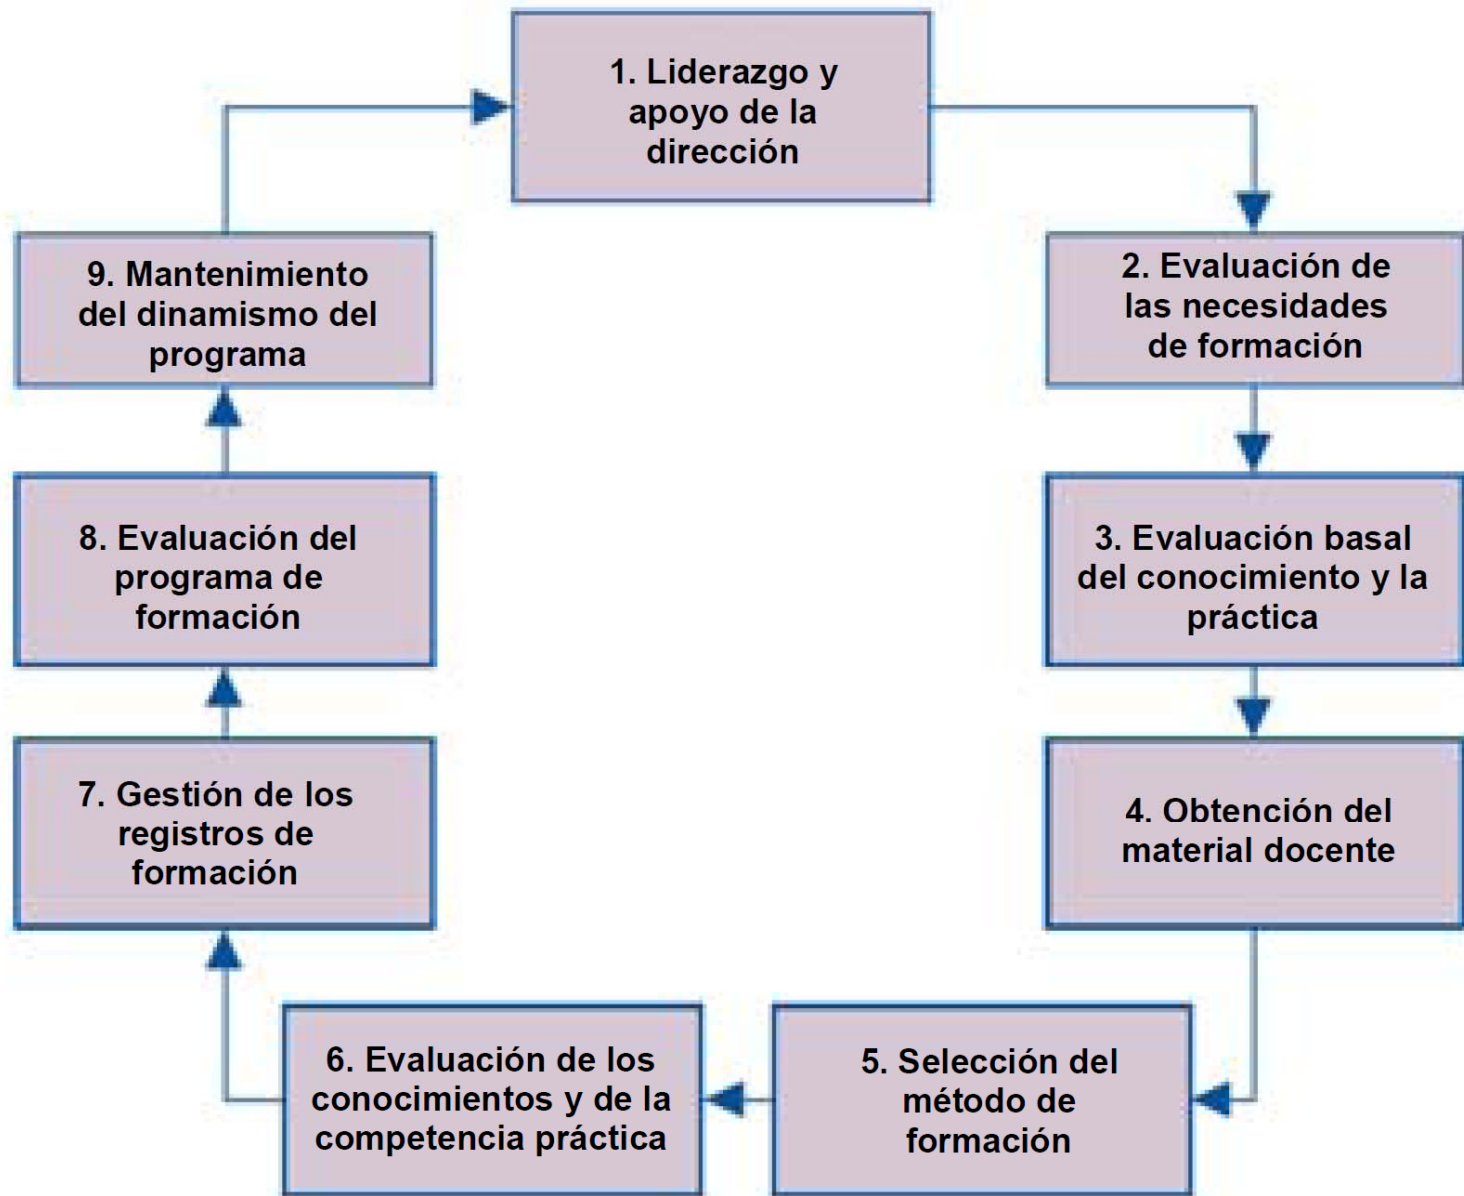 1. Liderazgo y
apoyo de la
dirección
2. Evaluación de
las necesidades
de formación
3. Evaluación basal
del conocimiento y la
práctica
4. Obtención del
material docente
5. Selección del
método de
formación
6. Evaluación de los
conocimientos y de la
competencia práctica
7. Gestión de los
registros de
formación
8. Evaluación del
programa de
formación
9. Mantenimiento
del dinamismo del
programa